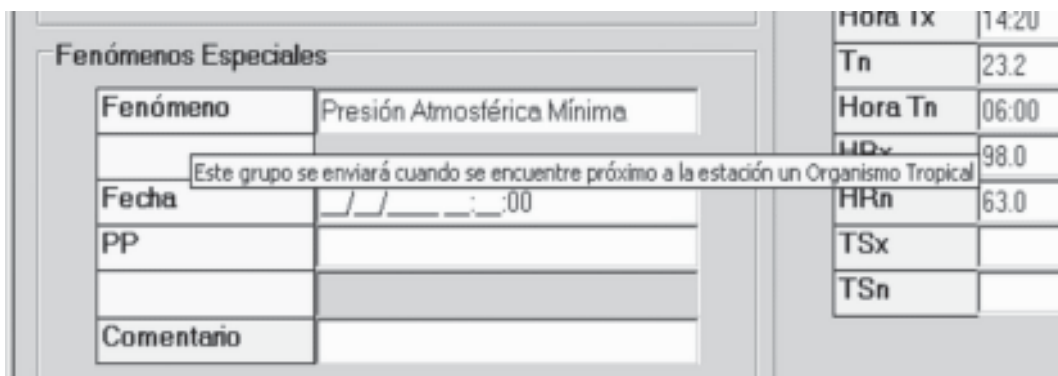 Hora Tx 14:20
Fenómenos Especiales
Tn 23.2
Fenómeno Presión Atmosférica Mínima
Hora Tn 06:00
HRx 98.0
Este grupo se enviará cuando se encuentre próximo a la estación un Organismo Tropical
Fecha __/__/____ __:__:00
HRn 63.0
PP
TSx
TSn
Comentario